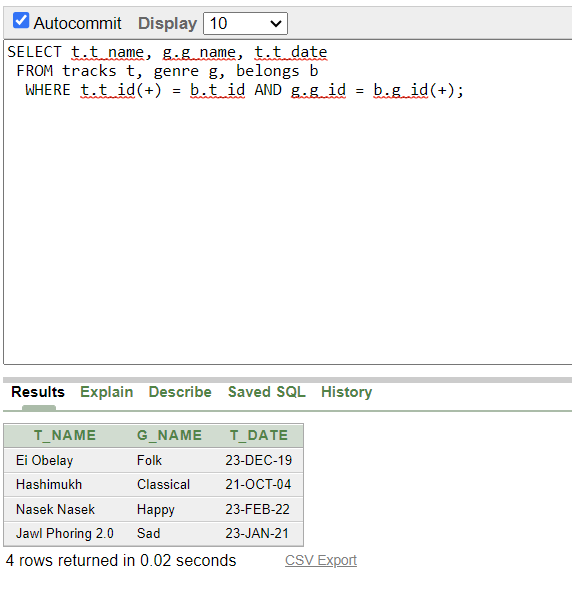 Autocommit Display 10
SELECT t.t_name, g.g_name, t.t_date
FROM tracks t, genre g, belongs b
WHERE t.t_id(+) = b.t_id AND g.g_id = b.g_id(+);
Results Explain Describe Saved SQL History
T_NAME G_NAME T_DATE
Ei Obelay Folk 23-DEC-19
Hashimukh Classical 21-OCT-04
Nasek Nasek Happy 23-FEB-22
Jawl Phoring 2.0 Sad 23-JAN-21
4 rows returned in 0.02 seconds CSV Export